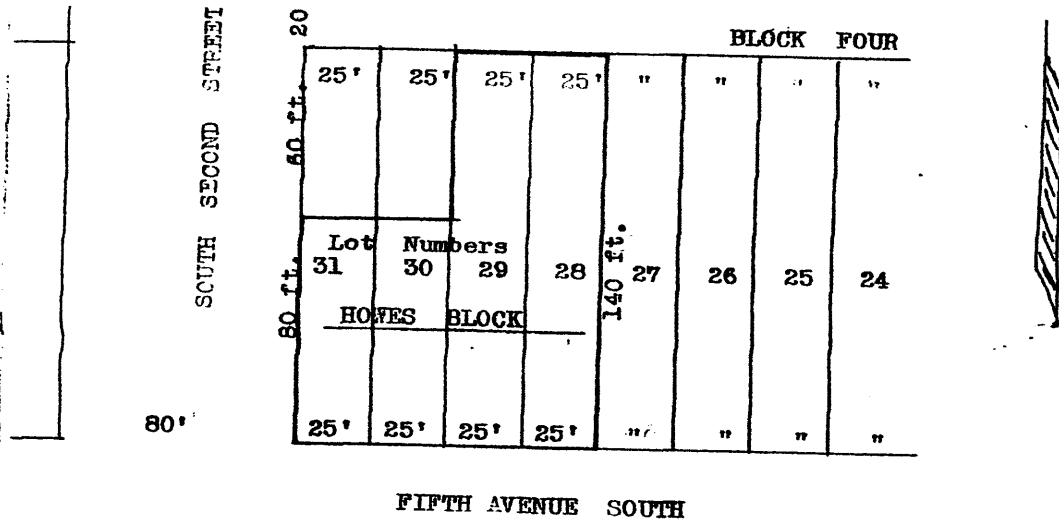 SOUTH SECOND STREET
20
BLOCK FOUR
25' 25' 25' 25' " " " "
60 ft.
Lot Numbers
31 30 29 28 27 26 25 24
80 ft.
140 ft.
HOWES BLOCK
80'
25' 25' 25' 25' " " " "
FIFTH AVENUE SOUTH